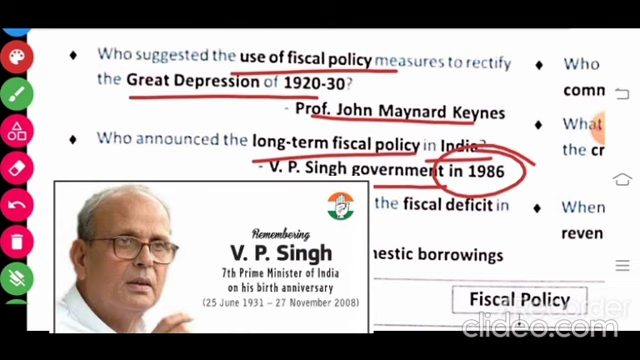 ♦ Who suggested the use of fiscal policy measures to rectify
the Great Depression of 1920-30?
- Prof. John Maynard Keynes
♦ Who announced the long-term fiscal policy in India?
- V. P. Singh government in 1986
the fiscal deficit in
mestic borrowings
♦ Who
comn
♦ What
the cr
♦ When
reven
Fiscal Policy
Remembering
V. P. Singh
7th Prime Minister of India
on his birth anniversary
(25 June 1931 – 27 November 2008)
clideo.com